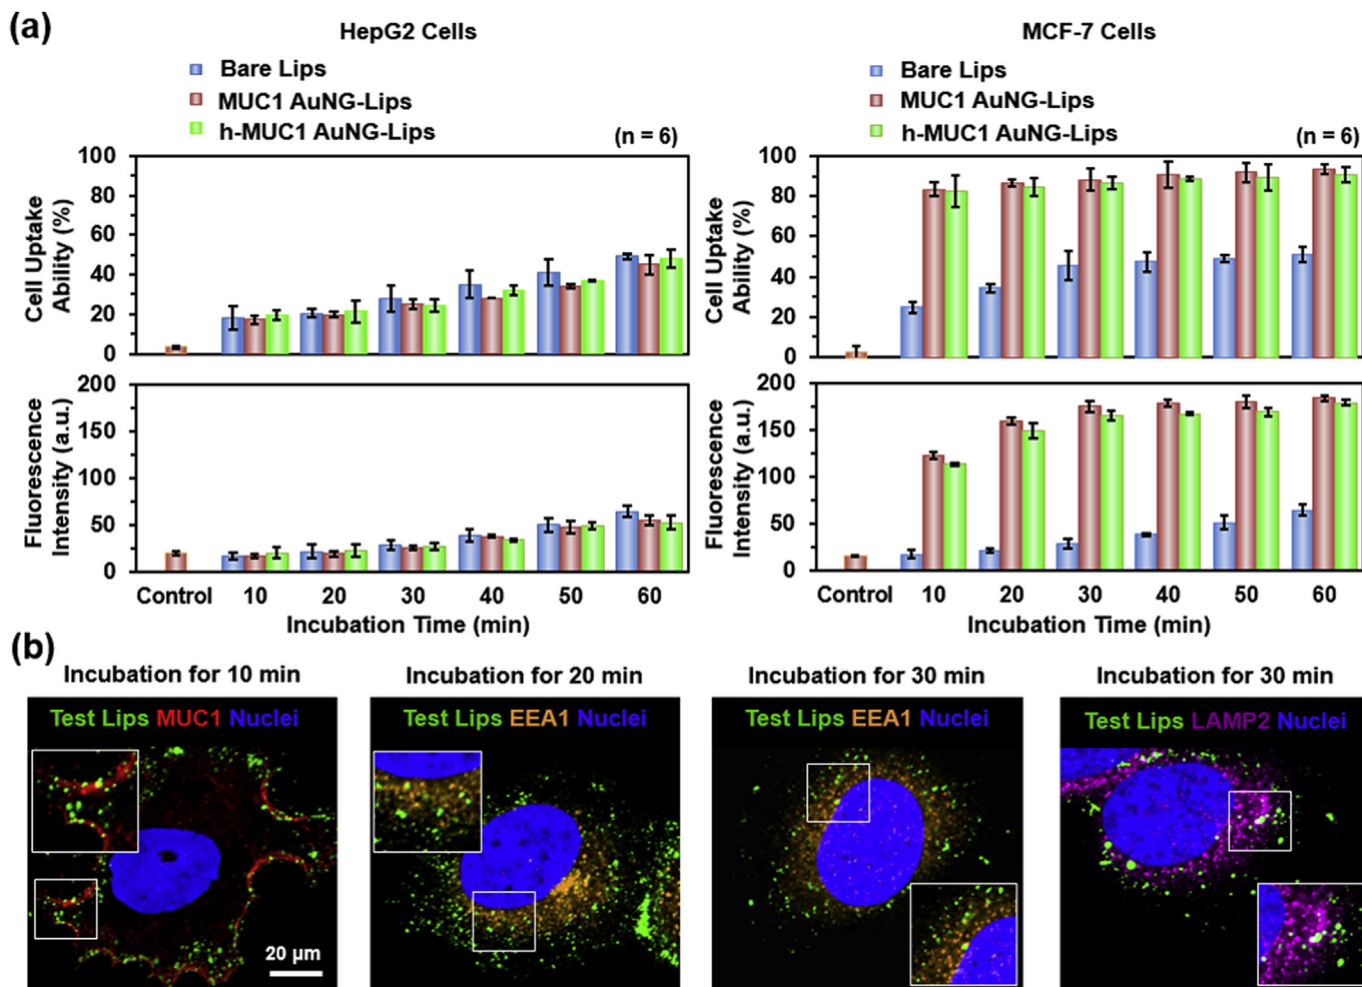 (a)
HepG2 Cells
Bare Lips
MUC1 AuNG-Lips
h-MUC1 AuNG-Lips
(n = 6)
Cell Uptake
Ability (%)
100
80
60
40
20
0
Fluorescence
Intensity (a.u.)
200
150
100
50
0
Control 10 20 30 40 50 60
Incubation Time (min)
MCF-7 Cells
Bare Lips
MUC1 AuNG-Lips
h-MUC1 AuNG-Lips
(n = 6)
Cell Uptake
Ability (%)
100
80
60
40
20
0
Fluorescence
Intensity (a.u.)
200
150
100
50
0
Control 10 20 30 40 50 60
Incubation Time (min)
(b)
Incubation for 10 min
Test Lips MUC1 Nuclei
20 µm
Incubation for 20 min
Test Lips EEA1 Nuclei
Incubation for 30 min
Test Lips EEA1 Nuclei
Incubation for 30 min
Test Lips LAMP2 Nuclei